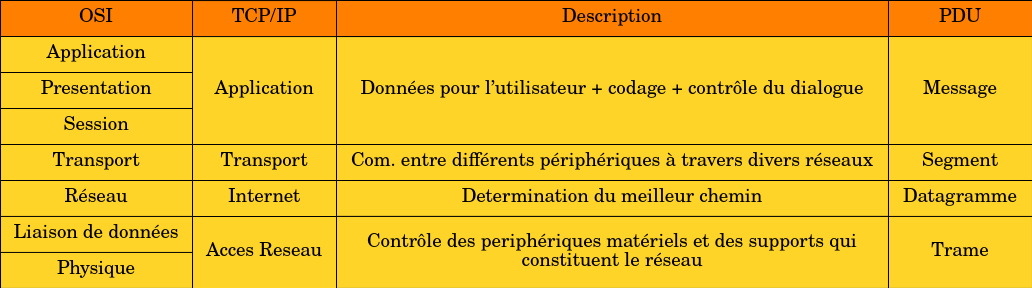 OSI TCP/IP Description PDU
Application
Presentation Application Données pour l'utilisateur + codage + contrôle du dialogue Message
Session
Transport Transport Com. entre différents périphériques à travers divers réseaux Segment
Réseau Internet Determination du meilleur chemin Datagramme
Liaison de données
Physique
Acces Reseau
Contrôle des periphériques matériels et des supports qui
constituent le réseau
Trame